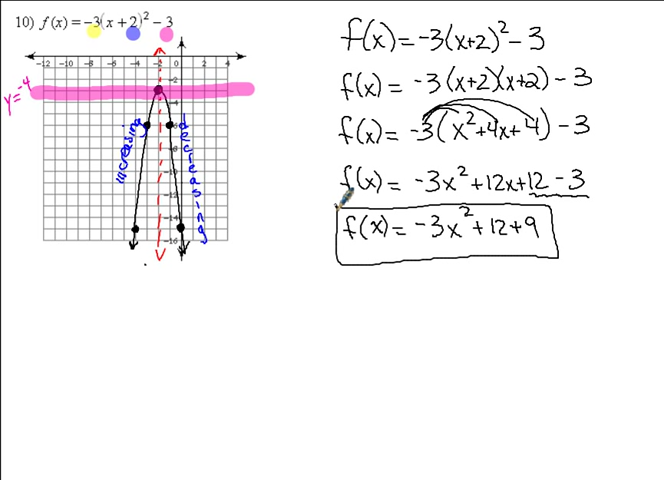 10) f(x) = -3(x + 2)² - 3
f(x) = -3(x+2)² - 3
f(x) = -3(x+2)(x+2) - 3
f(x) = -3(x²+4x+4) - 3
f(x) = -3x²+12x+12 - 3
f(x) = -3x²+12+9
-12 -10 -8 -6 -4 -2 0 2 4
-2
-4
-6
-8
-12
-14
-16
y=-4
increasing
decreasing